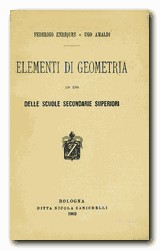 FEDERIGO ENRIQUES e UGO AMALDI
ELEMENTI DI GEOMETRIA
AD USO
DELLE SCUOLE SECONDARIE SUPERIORI
BOLOGNA
DITTA NICOLA ZANICHELLI
1903